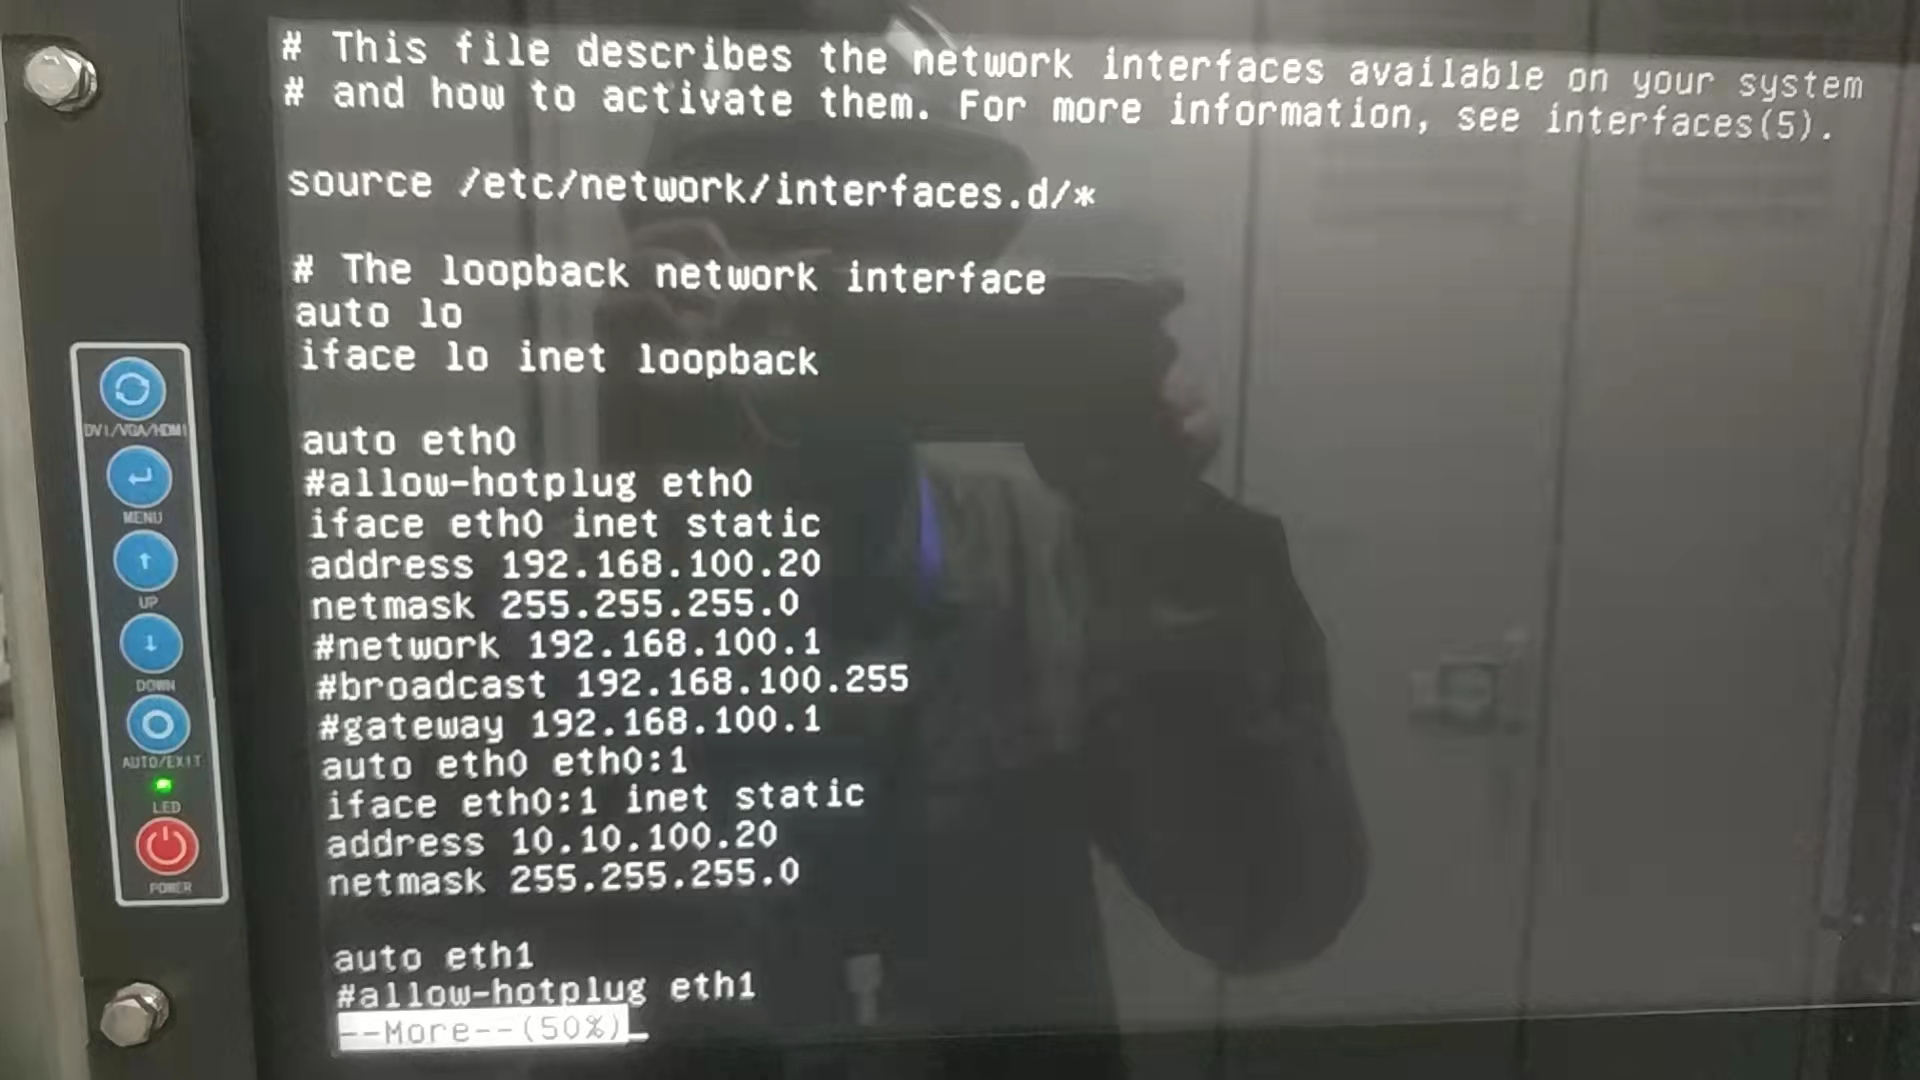 # This file describes the network interfaces available on your system
# and how to activate them. For more information, see interfaces(5).
source /etc/network/interfaces.d/*
# The loopback network interface
auto lo
iface lo inet loopback
auto eth0
#allow-hotplug eth0
iface eth0 inet static
address 192.168.100.20
netmask 255.255.255.0
#network 192.168.100.1
#broadcast 192.168.100.255
#gateway 192.168.100.1
auto eth0 eth0:1
iface eth0:1 inet static
address 10.10.100.20
netmask 255.255.255.0
auto eth1
#allow-hotplug eth1
--More--(50%)
DVI/VGA/HDMI
MENU
UP
DOWN
AUTO/EXIT
LED
POWER